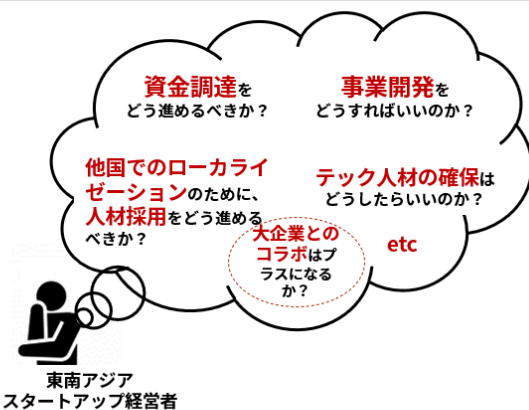 資金調達を
どう進めるべきか？
事業開発を
どうすればいいのか？
他国でのローカライ
ゼーションのために、
人材採用をどう進める
べきか？
テック人材の確保は
どうしたらいいのか？
大企業との
コラボはプ
ラスになる
か？
etc
東南アジア
スタートアップ経営者